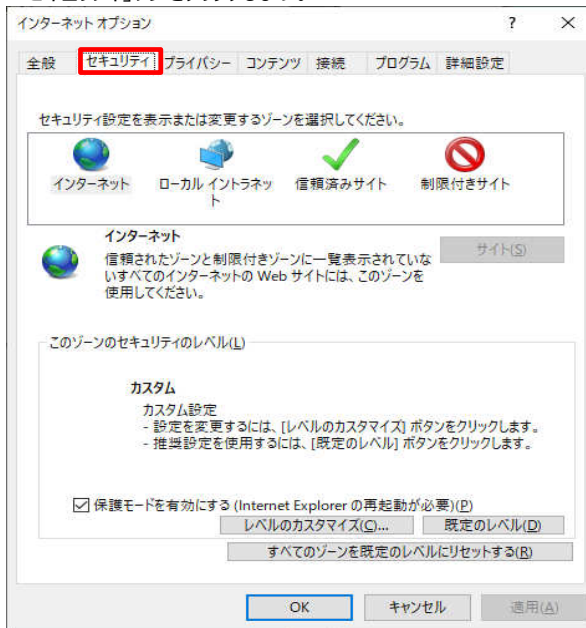 インターネット オプション ? ×
全般 セキュリティ プライバシー コンテンツ 接続 プログラム 詳細設定
セキュリティ設定を表示または変更するゾーンを選択してください。
インターネット ローカル イントラネッ 信頼済みサイト 制限付きサイト
ト
インターネット
サイト(S)
信頼されたゾーンと制限付きゾーンに一覧表示されていな
いすべてのインターネットの Web サイトには、このゾーンを
使用してください。
このゾーンのセキュリティのレベル(L)
カスタム
カスタム設定
- 設定を変更するには、[レベルのカスタマイズ] ボタンをクリックします。
- 推奨設定を使用するには、[既定のレベル] ボタンをクリックします。
保護モードを有効にする (Internet Explorer の再起動が必要)(P)
レベルのカスタマイズ(C)... 既定のレベル(D)
すべてのゾーンを既定のレベルにリセットする(R)
OK キャンセル 適用(A)